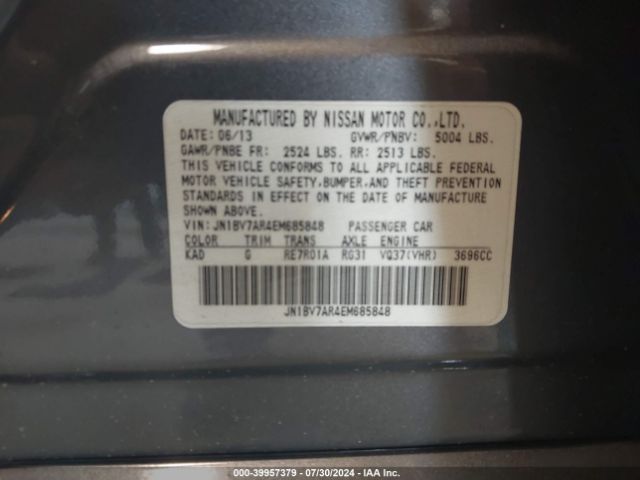 MANUFACTURED BY NISSAN MOTOR CO.,LTD.
DATE: 06/13 GVWR/PNBV: 5004 LBS.
GAWR/PNBE FR: 2524 LBS. RR: 2513 LBS.
THIS VEHICLE CONFORMS TO ALL APPLICABLE FEDERAL
MOTOR VEHICLE SAFETY,BUMPER,AND THEFT PREVENTION
STANDARDS IN EFFECT ON THE DATE OF MANUFACTURE
SHOWN ABOVE.
VIN: JN1BV7AR4EM685848 PASSENGER CAR
COLOR TRIM TRANS AXLE ENGINE
KAD G RE7R01A RG31 VQ37(VHR) 3696CC
JN1BV7AR4EM685848
000-39957379 - 07/30/2024 - IAA Inc.